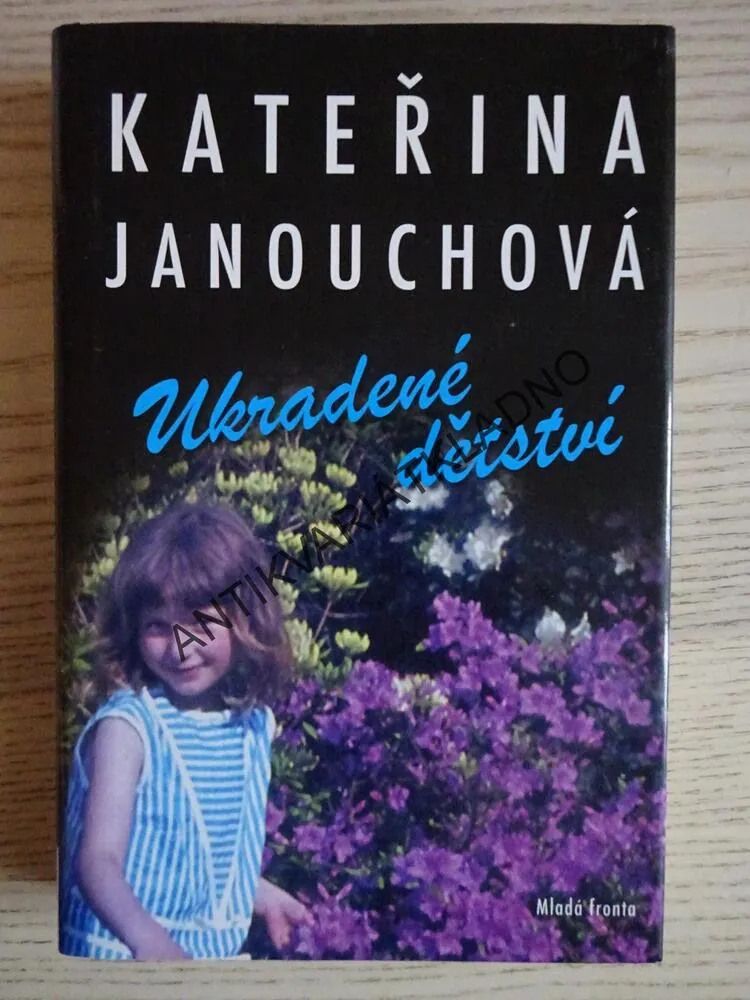 KATEŘINA
JANOUCHOVÁ
Ukradené
dětství
ANTIKVARIÁT KLADNO
Mladá fronta